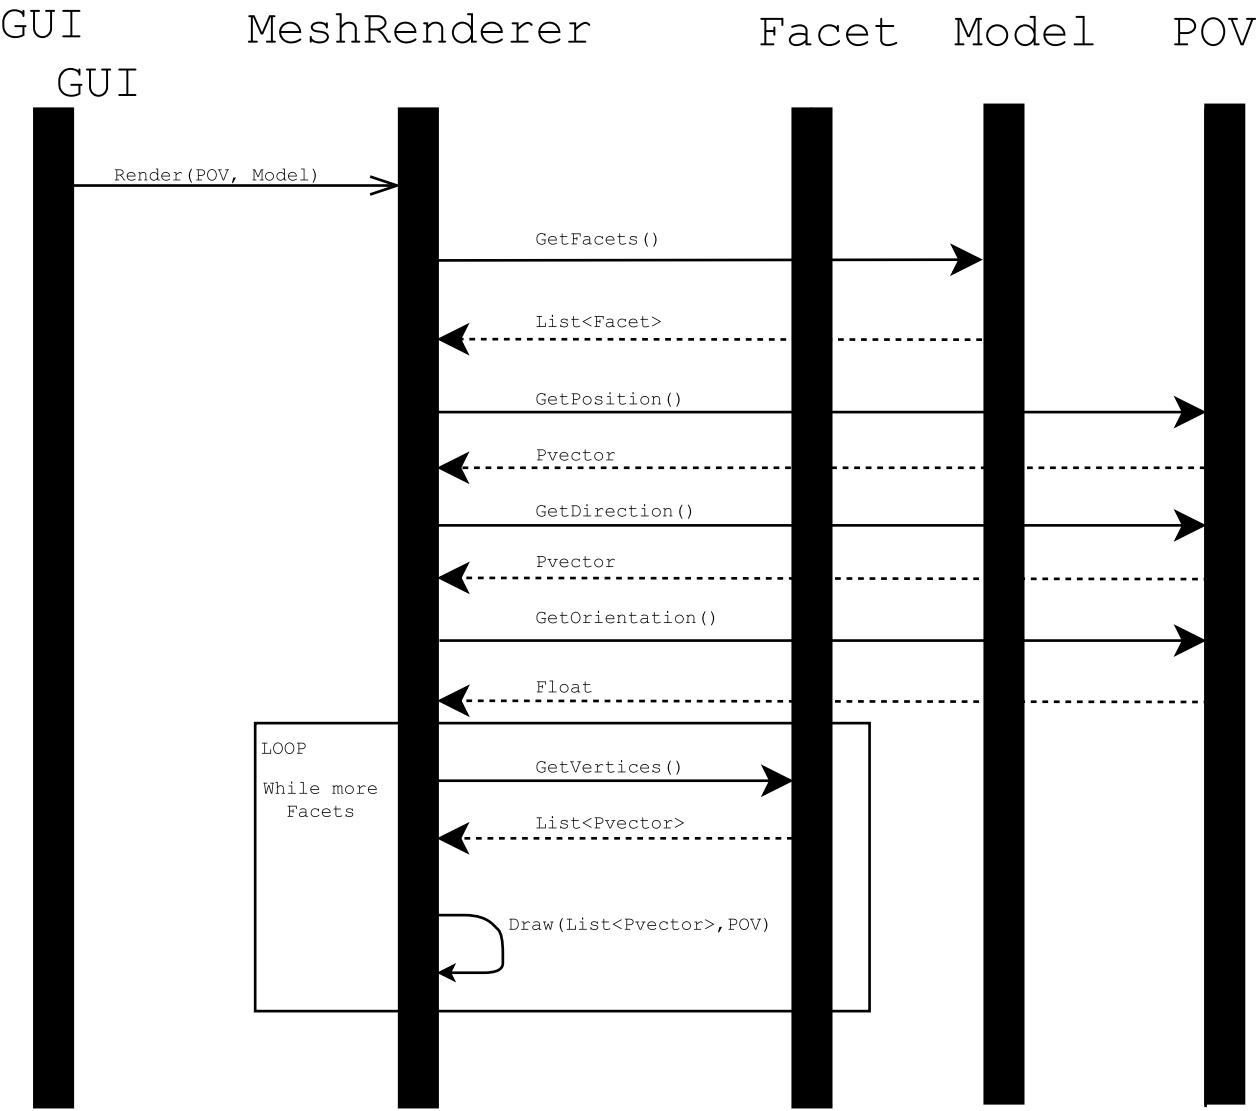 GUI
MeshRenderer
Facet
Model
POV
GUI
Render(POV, Model)
GetFacets()
List<Facet>
GetPosition()
Pvector
GetDirection()
Pvector
GetOrientation()
Float
LOOP
While more
Facets
GetVertices()
List<Pvector>
Draw(List<Pvector>,POV)